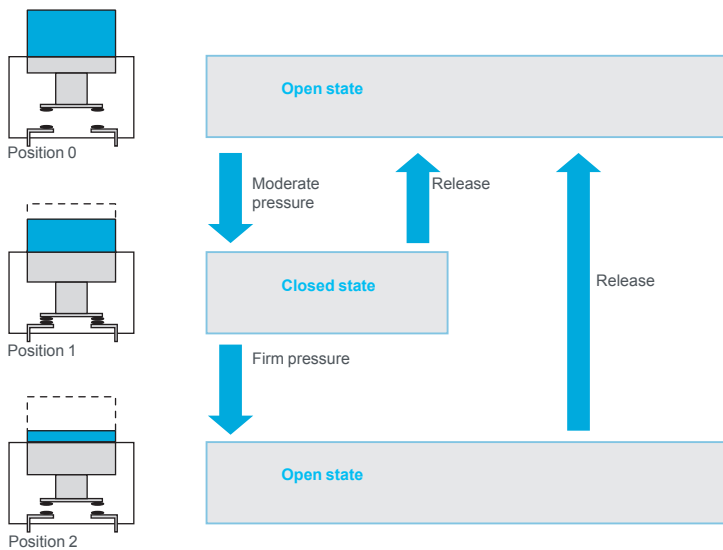 Open state
Position 0
Moderate
pressure
Release
Closed state
Release
Position 1
Firm pressure
Open state
Position 2